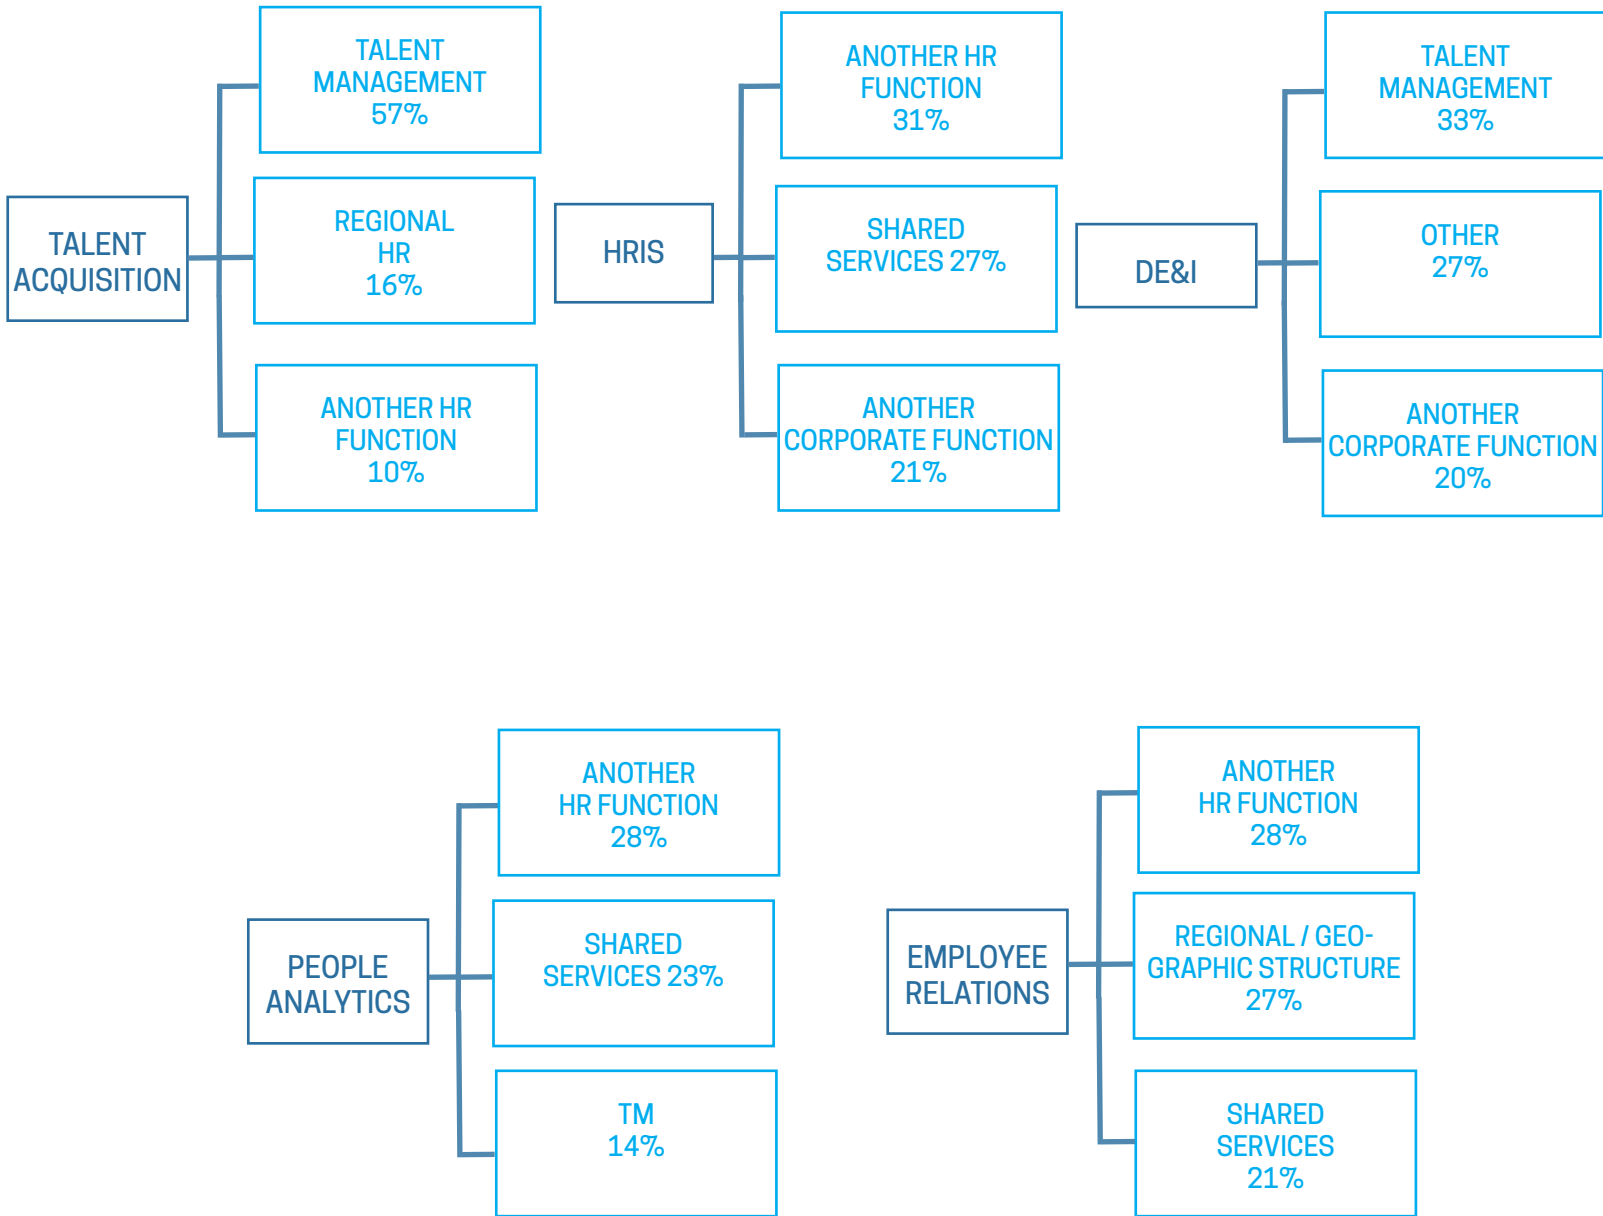 TALENT
ACQUISITION
TALENT
MANAGEMENT
57%
REGIONAL
HR
16%
ANOTHER HR
FUNCTION
10%
HRIS
ANOTHER HR
FUNCTION
31%
SHARED
SERVICES 27%
ANOTHER
CORPORATE FUNCTION
21%
DE&I
TALENT
MANAGEMENT
33%
OTHER
27%
ANOTHER
CORPORATE FUNCTION
20%
PEOPLE
ANALYTICS
ANOTHER
HR FUNCTION
28%
SHARED
SERVICES 23%
TM
14%
EMPLOYEE
RELATIONS
ANOTHER
HR FUNCTION
28%
REGIONAL / GEO-
GRAPHIC STRUCTURE
27%
SHARED
SERVICES
21%